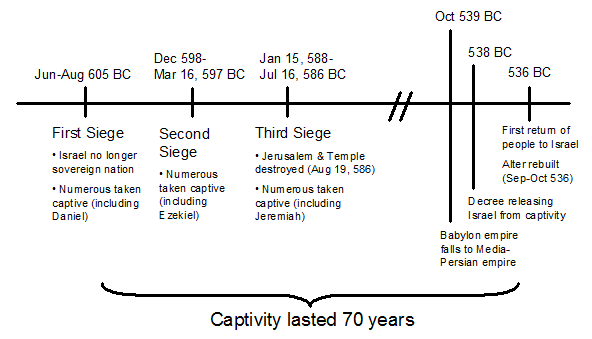 Oct 539 BC
538 BC
536 BC
Jun-Aug 605 BC
Dec 598-
Mar 16, 597 BC
Jan 15, 588-
Jul 16, 586 BC
First Siege
• Israel no longer
sovereign nation
• Numerous taken
captive (including
Daniel)
Second
Siege
• Numerous
taken captive
(including
Ezekiel)
Third Siege
• Jerusalem & Temple
destroyed (Aug 19, 586)
• Numerous taken
captive (including
Jeremiah)
First return of
people to Israel
Alter rebuilt
(Sep-Oct 536)
Decree releasing
Israel from captivity
Babylon empire
falls to Media-
Persian empire
Captivity lasted 70 years